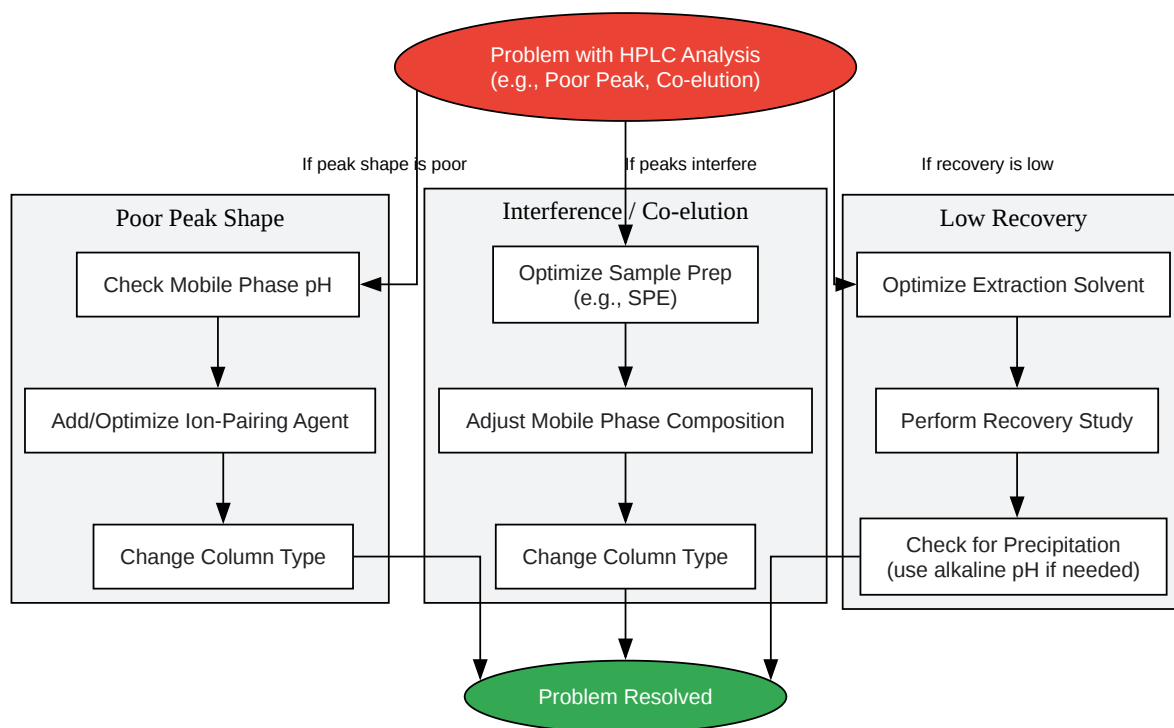 Problem with HPLC Analysis
(e.g., Poor Peak, Co-elution)
If peak shape is poor
If peaks interfere
If recovery is low
Poor Peak Shape
Check Mobile Phase pH
Add/Optimize Ion-Pairing Agent
Change Column Type
Interference / Co-elution
Optimize Sample Prep
(e.g., SPE)
Adjust Mobile Phase Composition
Change Column Type
Low Recovery
Optimize Extraction Solvent
Perform Recovery Study
Check for Precipitation
(use alkaline pH if needed)
Problem Resolved